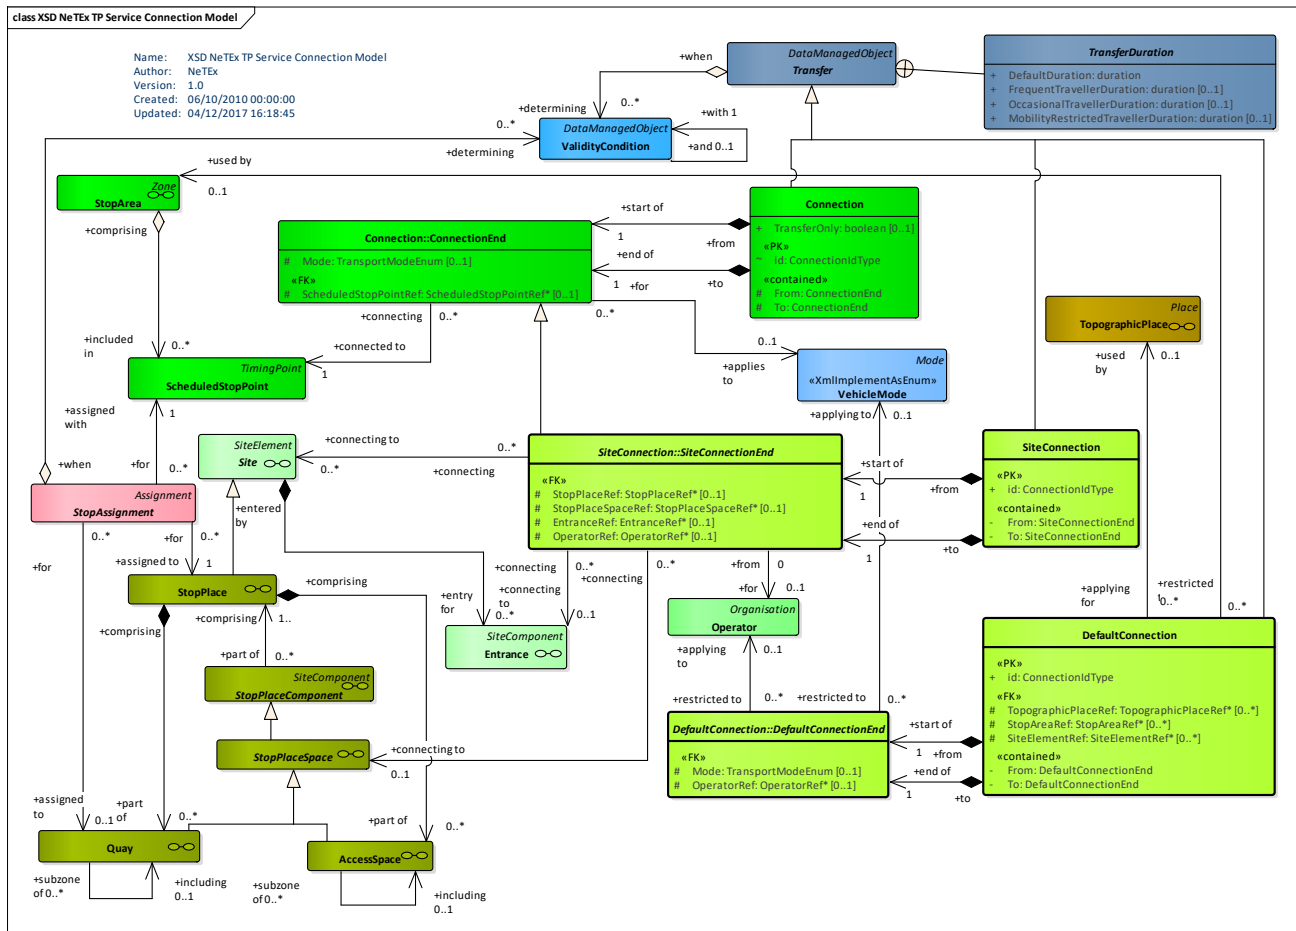 class XSD NeTEx TP Service Connection Model
Name: XSD NeTEx TP Service Connection Model
Author: NeTEx
Version: 1.0
Created: 06/10/2010 00:00:00
Updated: 04/12/2017 16:18:45
DataManagedObject
Transfer
TransferDuration
+ DefaultDuration: duration
+ FrequentTravellerDuration: duration [0..1]
+ OccasionalTravellerDuration: duration [0..1]
+ MobilityRestrictedTravellerDuration: duration [0..1]
+when
+determining
0..*
0..*
+determining
DataManagedObject
ValidityCondition
+with 1
+and 0..1
+used by
0..1
Zone
StopArea
+comprising
+included
in
0..*
Connection::ConnectionEnd
# Mode: TransportModeEnum [0..1]
«FK»
# ScheduledStopPointRef: ScheduledStopPointRef* [0..1]
+start of
1
+from
+end of
1
+to
+for
0..*
Connection
+ TransferOnly: boolean [0..1]
«PK»
~ id: ConnectionIdType
«contained»
# From: ConnectionEnd
# To: ConnectionEnd
+connecting
0..*
+connected to
1
0..1
+applies
to
Place
TopographicPlace
+used
by
0..1
TimingPoint
ScheduledStopPoint
Mode
«XmlImplementAsEnum»
VehicleMode
+applying to
0..1
+assigned
with
1
+for
0..*
+when
SiteElement
Site
+connecting to
0..*
0..*
+connecting
SiteConnection::SiteConnectionEnd
«FK»
# StopPlaceRef: StopPlaceRef* [0..1]
# StopPlaceSpaceRef: StopPlaceSpaceRef* [0..1]
# EntranceRef: EntranceRef* [0..1]
# OperatorRef: OperatorRef* [0..1]
+start of
1
+from
+end of
1
+to
SiteConnection
«PK»
+ id: ConnectionIdType
«contained»
- From: SiteConnectionEnd
- To: SiteConnectionEnd
Assignment
StopAssignment
0..*
+for
+for
0..*
+assigned to
1
+entered
by
StopPlace
+comprising
+comprising
+comprising
1..
+entry
for
0..*
+connecting
+connecting
to
0..*
+connecting
0..1
0..*
+from
0
+for
0..1
SiteComponent
Entrance
Organisation
Operator
+applying
to
0..1
+applying
for
0..*
+restricted
t
0..*
+part of
0..*
SiteComponent
StopPlaceComponent
StopPlaceSpace
+connecting to
0..1
+restricted to
0..*
+restricted to
0..*
DefaultConnection::DefaultConnectionEnd
«FK»
# Mode: TransportModeEnum [0..1]
# OperatorRef: OperatorRef* [0..1]
+start of
1
+from
+end of
1
+to
DefaultConnection
«PK»
+ id: ConnectionIdType
«FK»
# TopographicPlaceRef: TopographicPlaceRef* [0..*]
# StopAreaRef: StopAreaRef* [0..*]
# SiteElementRef: SiteElementRef* [0..*]
«contained»
- From: DefaultConnectionEnd
- To: DefaultConnectionEnd
+assigned
to
0..1
+part
of
0..*
+part of
0..*
Quay
AccessSpace
+subzone
of 0..*
+including
0..1
+subzone
of 0..*
+including
0..1